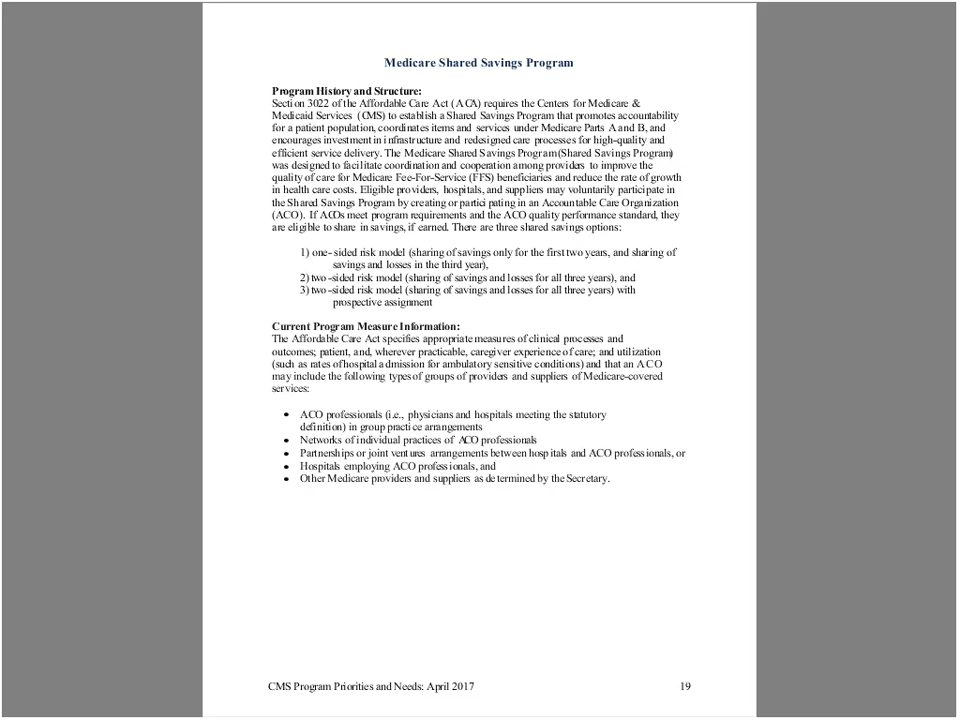 Medicare Shared Savings Program
Program History and Structure:
Section 3022 of the Affordable Care Act (ACA) requires the Centers for Medicare &
Medicaid Services (CMS) to establish a Shared Savings Program that promotes accountability
for a patient population, coordinates items and services under Medicare Parts A and B, and
encourages investment in infrastructure and redesigned care processes for high-quality and
efficient service delivery. The Medicare Shared Savings Program (Shared Savings Program)
was designed to facilitate coordination and cooperation among providers to improve the
quality of care for Medicare Fee-For-Service (FFS) beneficiaries and reduce the rate of growth
in health care costs. Eligible providers, hospitals, and suppliers may voluntarily participate in
the Shared Savings Program by creating or participating in an Accountable Care Organization
(ACO). If ACOs meet program requirements and the ACO quality performance standard, they
are eligible to share in savings, if earned. There are three shared savings options:
1) one-sided risk model (sharing of savings only for the first two years, and sharing of
savings and losses in the third year),
2) two-sided risk model (sharing of savings and losses for all three years), and
3) two-sided risk model (sharing of savings and losses for all three years) with
prospective assignment
Current Program Measure Information:
The Affordable Care Act specifies appropriate measures of clinical processes and
outcomes; patient, and, wherever practicable, caregiver experience of care; and utilization
(such as rates of hospital admission for ambulatory sensitive conditions) and that an ACO
may include the following types of groups of providers and suppliers of Medicare-covered
services:
• ACO professionals (i.e., physicians and hospitals meeting the statutory
definition) in group practice arrangements
• Networks of individual practices of ACO professionals
• Partnerships or joint ventures arrangements between hospitals and ACO professionals, or
• Hospitals employing ACO professionals, and
• Other Medicare providers and suppliers as determined by the Secretary.
CMS Program Priorities and Needs: April 2017 19